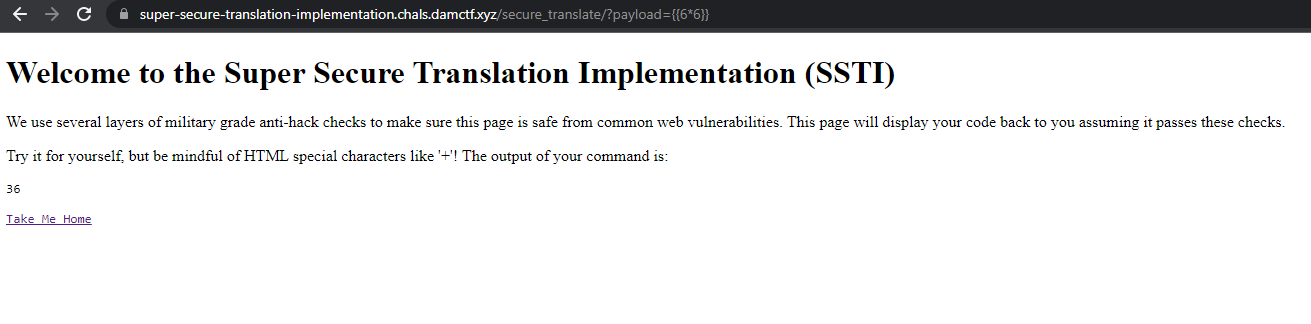 super-secure-translation-implementation.chals.damctf.xyz/secure_translate/?payload={{6*6}}
Welcome to the Super Secure Translation Implementation (SSTI)
We use several layers of military grade anti-hack checks to make sure this page is safe from common web vulnerabilities. This page will display your code back to you assuming it passes these checks.
Try it for yourself, but be mindful of HTML special characters like '+'! The output of your command is:
36
Take Me Home